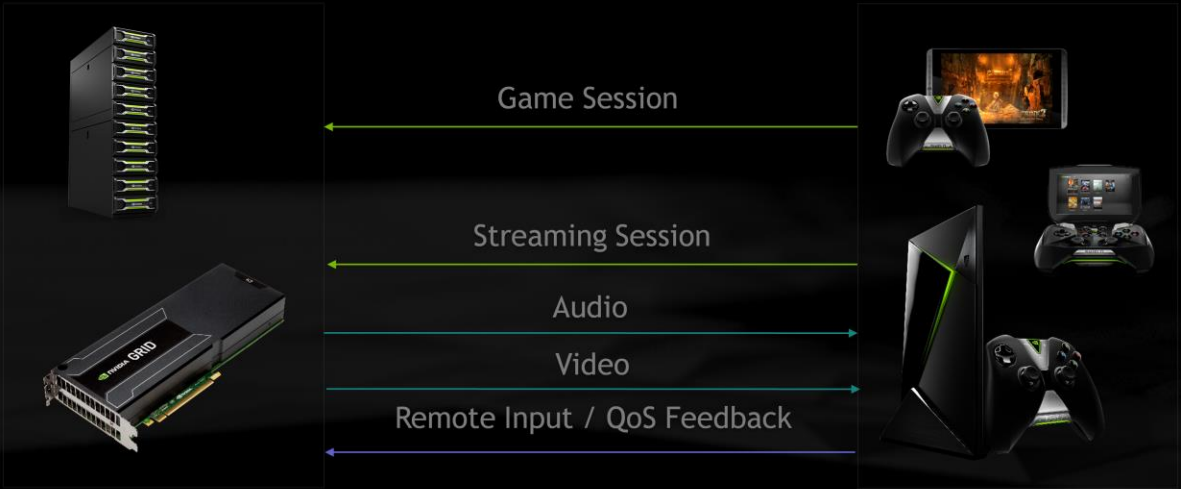 Game Session
Streaming Session
Audio
Video
Remote Input / QoS Feedback
NVIDIA GRID